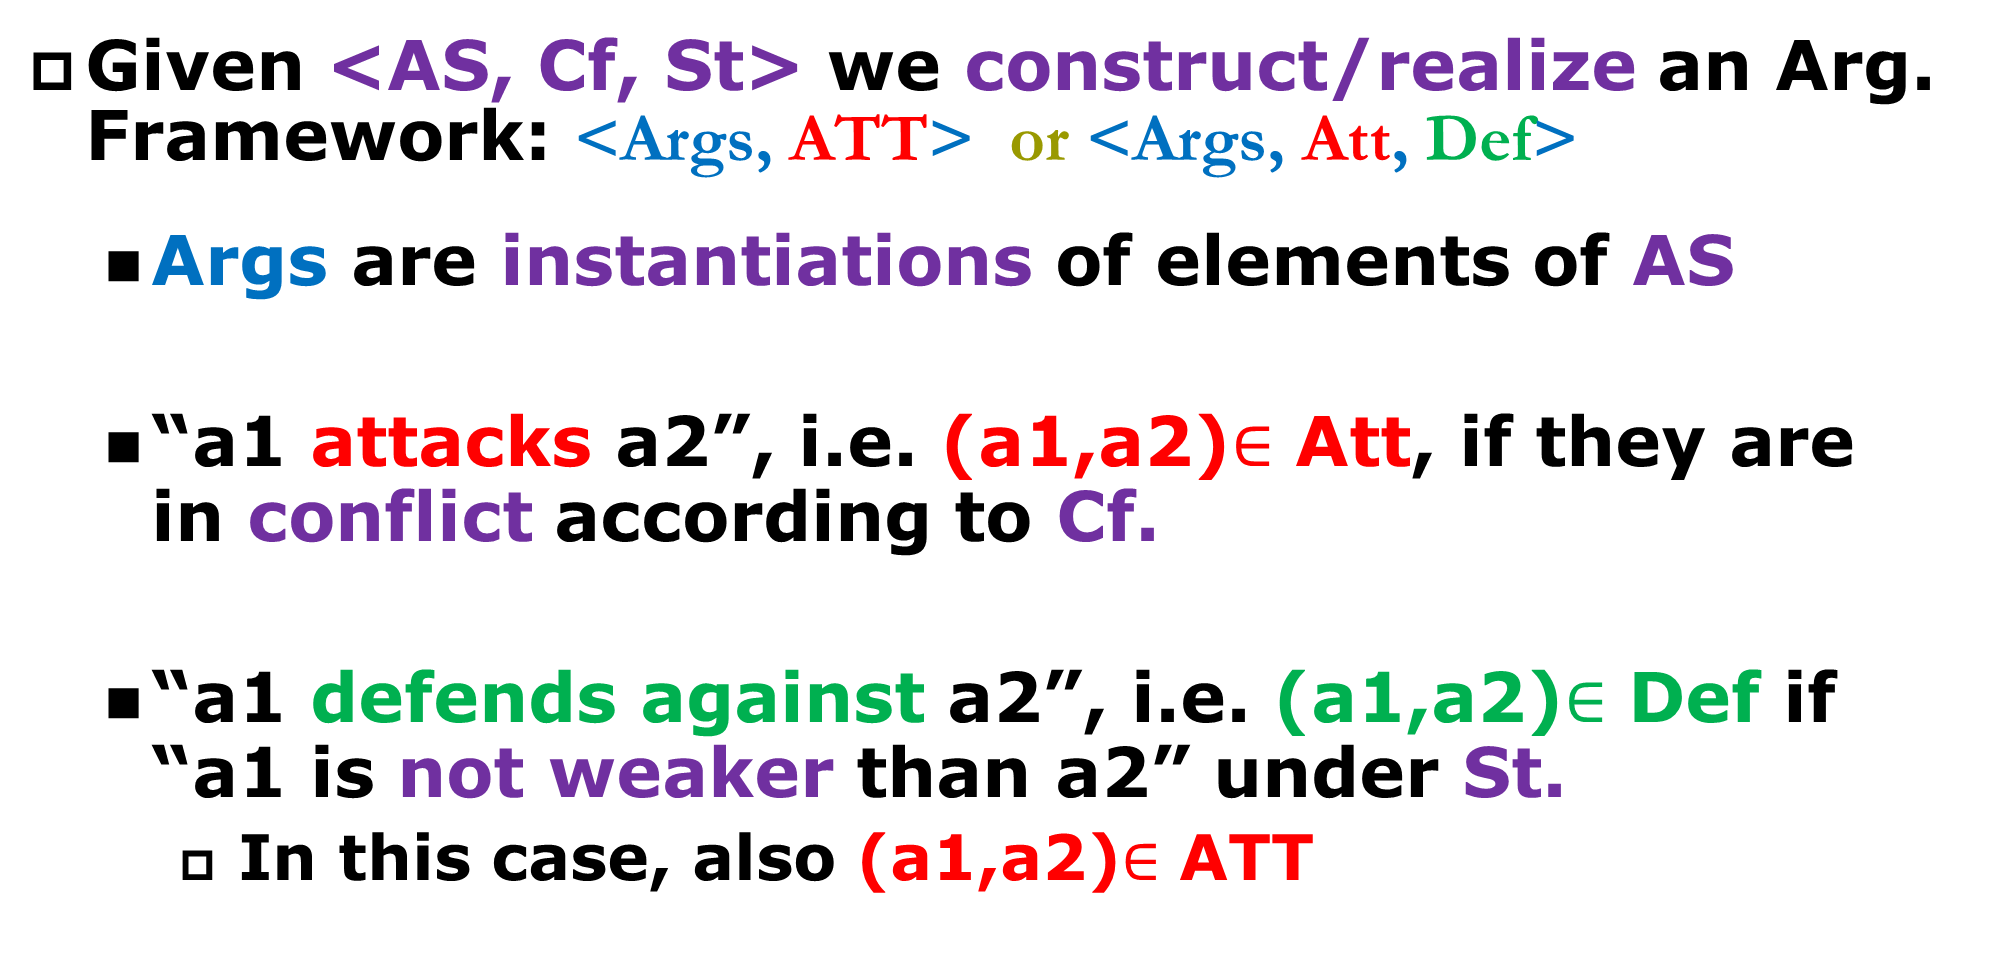 Given <AS, Cf, St> we construct/realize an Arg.
Framework: <Args, ATT> or <Args, Att, Def>
Args are instantiations of elements of AS
“a1 attacks a2”, i.e. (a1,a2)∈ Att, if they are
in conflict according to Cf.
“a1 defends against a2”, i.e. (a1,a2)∈ Def if
“a1 is not weaker than a2” under St.
In this case, also (a1,a2)∈ ATT